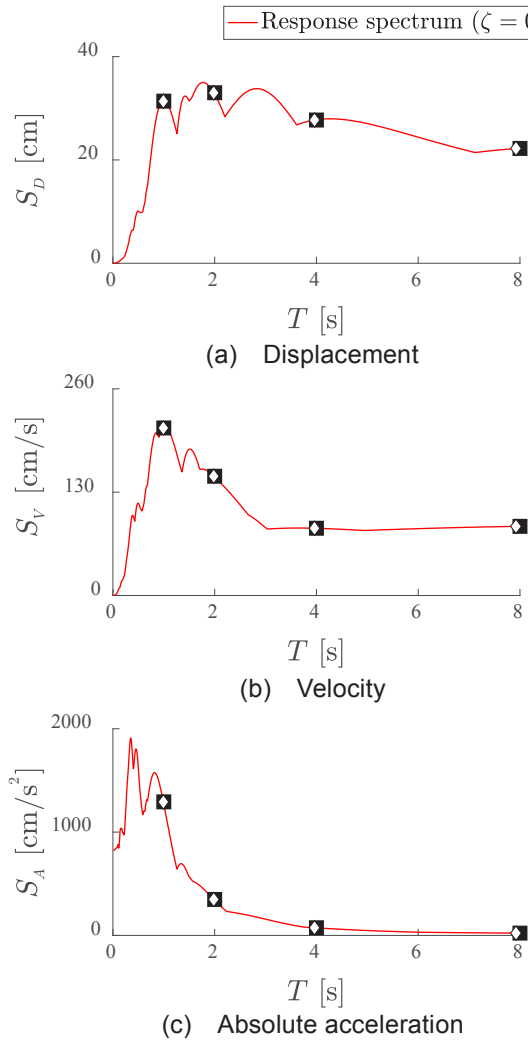 Response spectrum (ζ = 0
40
20
0
S_D [cm]
0 2 4 6 8
T [s]
(a) Displacement
260
130
0
S_V [cm/s]
0 2 4 6 8
T [s]
(b) Velocity
2000
1000
0
S_A [cm/s²]
0 2 4 6 8
T [s]
(c) Absolute acceleration